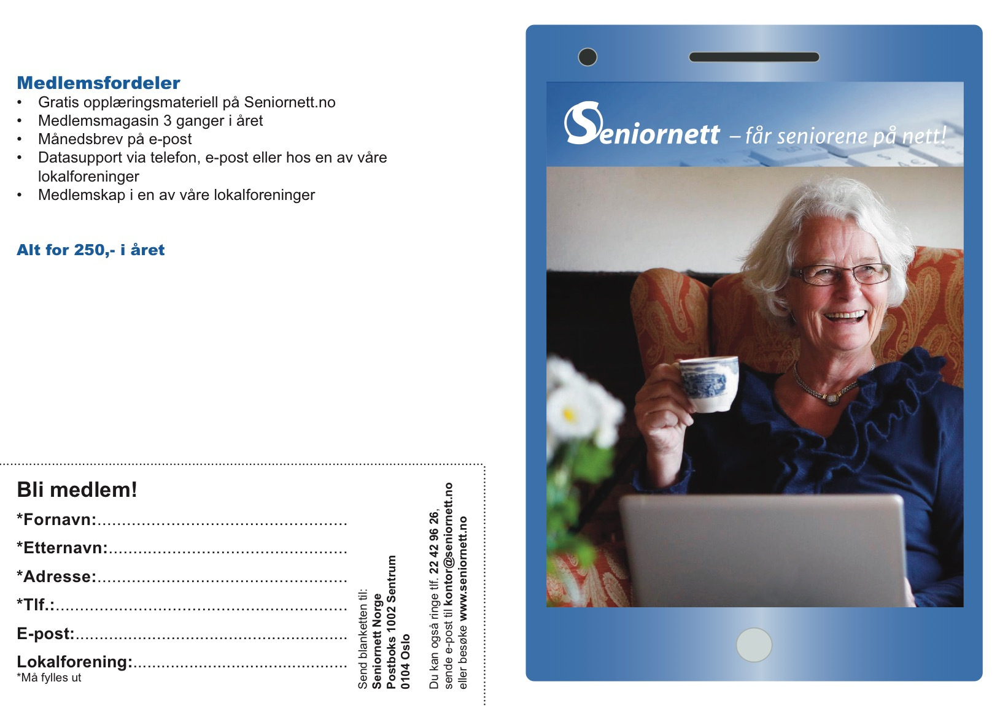 Medlemsfordeler
• Gratis opplæringsmateriell på Seniornett.no
• Medlemsmagasin 3 ganger i året
• Månedsbrev på e-post
• Datasupport via telefon, e-post eller hos en av våre
lokalforeninger
• Medlemskap i en av våre lokalforeninger
Alt for 250,- i året
Bli medlem!
*Fornavn:...................................................
*Etternavn:.................................................
*Adresse:...................................................
*Tlf.:............................................................
E-post:........................................................
Lokalforening:..............................................
*Må fylles ut
Send blanketten til:
Seniornett Norge
Postboks 1002 Sentrum
0104 Oslo
Du kan også ringe tlf. 22 42 96 26,
sende e-post til kontor@seniornett.no
eller besøke www.seniornett.no
Seniornett – får seniorene på nett!